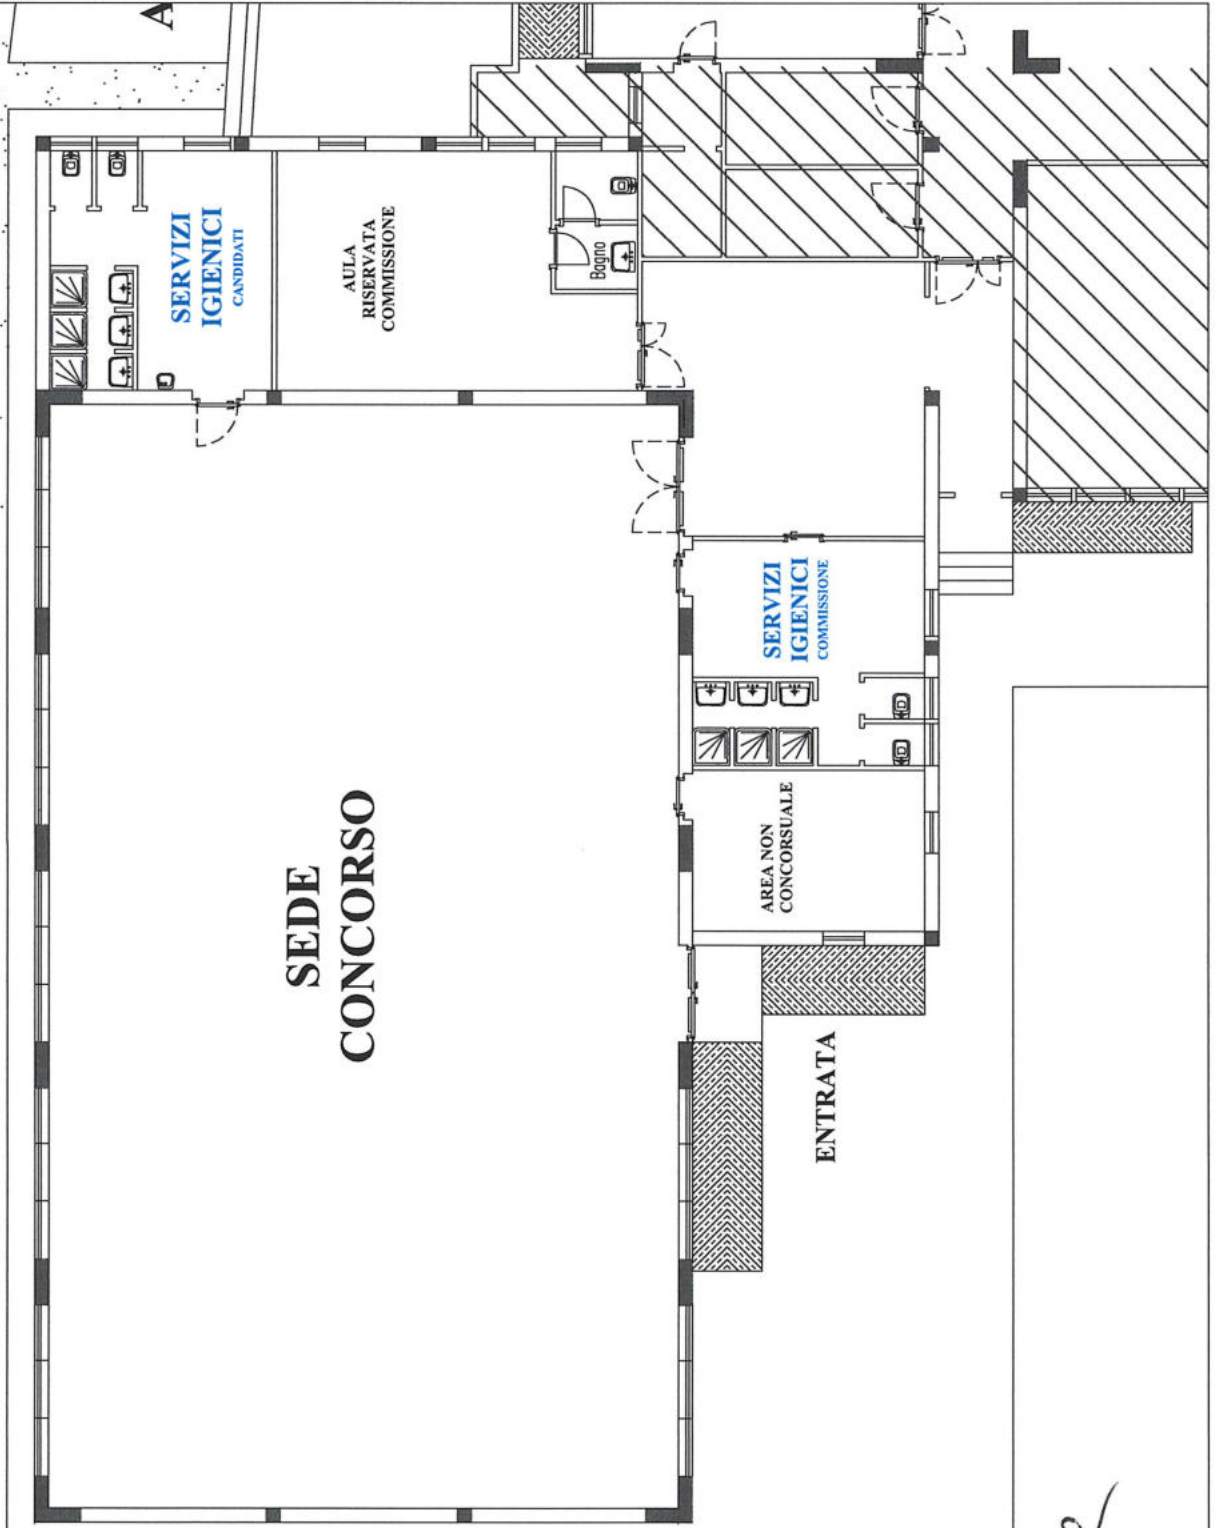 A
SERVIZI
IGIENICI
CANDIDATI
AULA
RISERVATA
COMMISSIONE
Bagno
SERVIZI
IGIENICI
COMMISSIONE
SEDE
CONCORSO
AREA NON
CONCORSUALE
ENTRATA